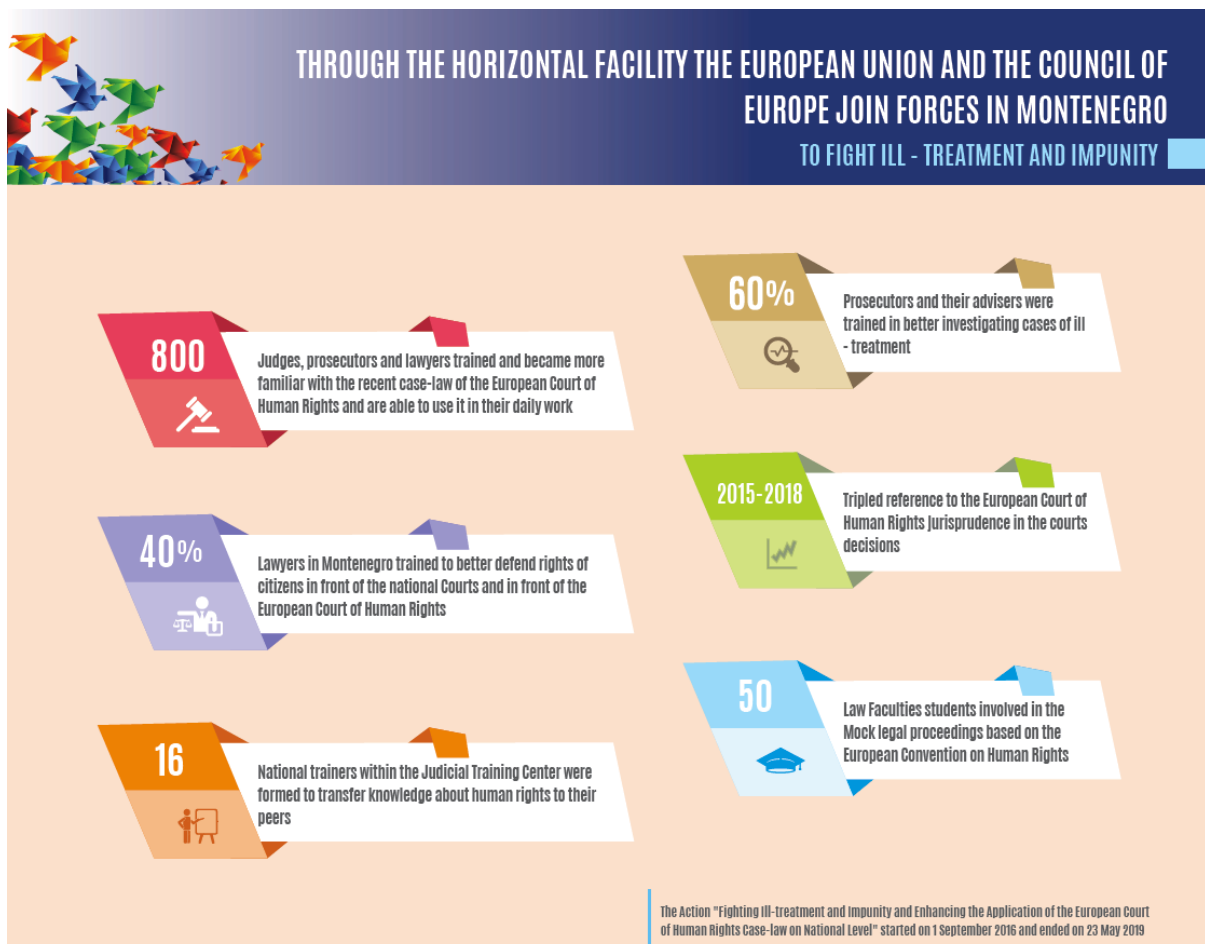 THROUGH THE HORIZONTAL FACILITY THE EUROPEAN UNION AND THE COUNCIL OF
EUROPE JOIN FORCES IN MONTENEGRO
TO FIGHT ILL - TREATMENT AND IMPUNITY
800
Judges, prosecutors and lawyers trained and became more
familiar with the recent case-law of the European Court of
Human Rights and are able to use it in their daily work
40%
Lawyers in Montenegro trained to better defend rights of
citizens in front of the national Courts and in front of the
European Court of Human Rights
16
National trainers within the Judicial Training Center were
formed to transfer knowledge about human rights to their
peers
60%
Prosecutors and their advisers were
trained in better investigating cases of ill
- treatment
2015-2018
Tripled reference to the European Court of
Human Rights Jurisprudence in the courts
decisions
50
Law Faculties students involved in the
Mock legal proceedings based on the
European Convention on Human Rights
The Action "Fighting Ill-treatment and Impunity and Enhancing the Application of the European Court
of Human Rights Case-law on National Level" started on 1 September 2016 and ended on 23 May 2019